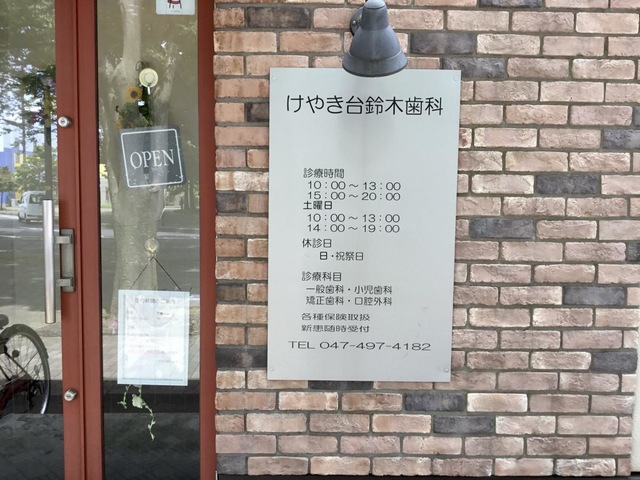 けやき台鈴木歯科
診療時間
10：00～13：00
15：00～20：00
土曜日
10：00～13：00
14：00～19：00
休診日
日・祝祭日
診療科目
一般歯科・小児歯科
矯正歯科・口腔外科
各種保険取扱
新患随時受付
TEL 047-497-4182
OPEN